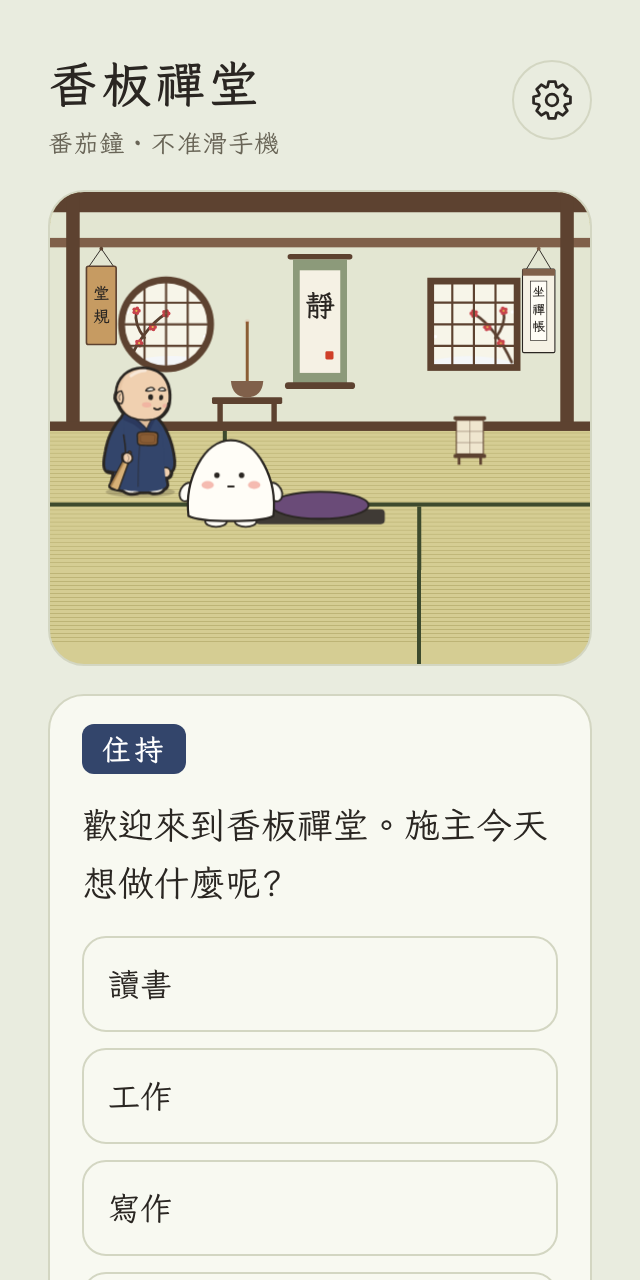 香板禪堂
番茄鐘・不准滑手機
堂規
靜
坐禪帳
住持
歡迎來到香板禪堂。施主今天
想做什麼呢?
讀書
工作
寫作